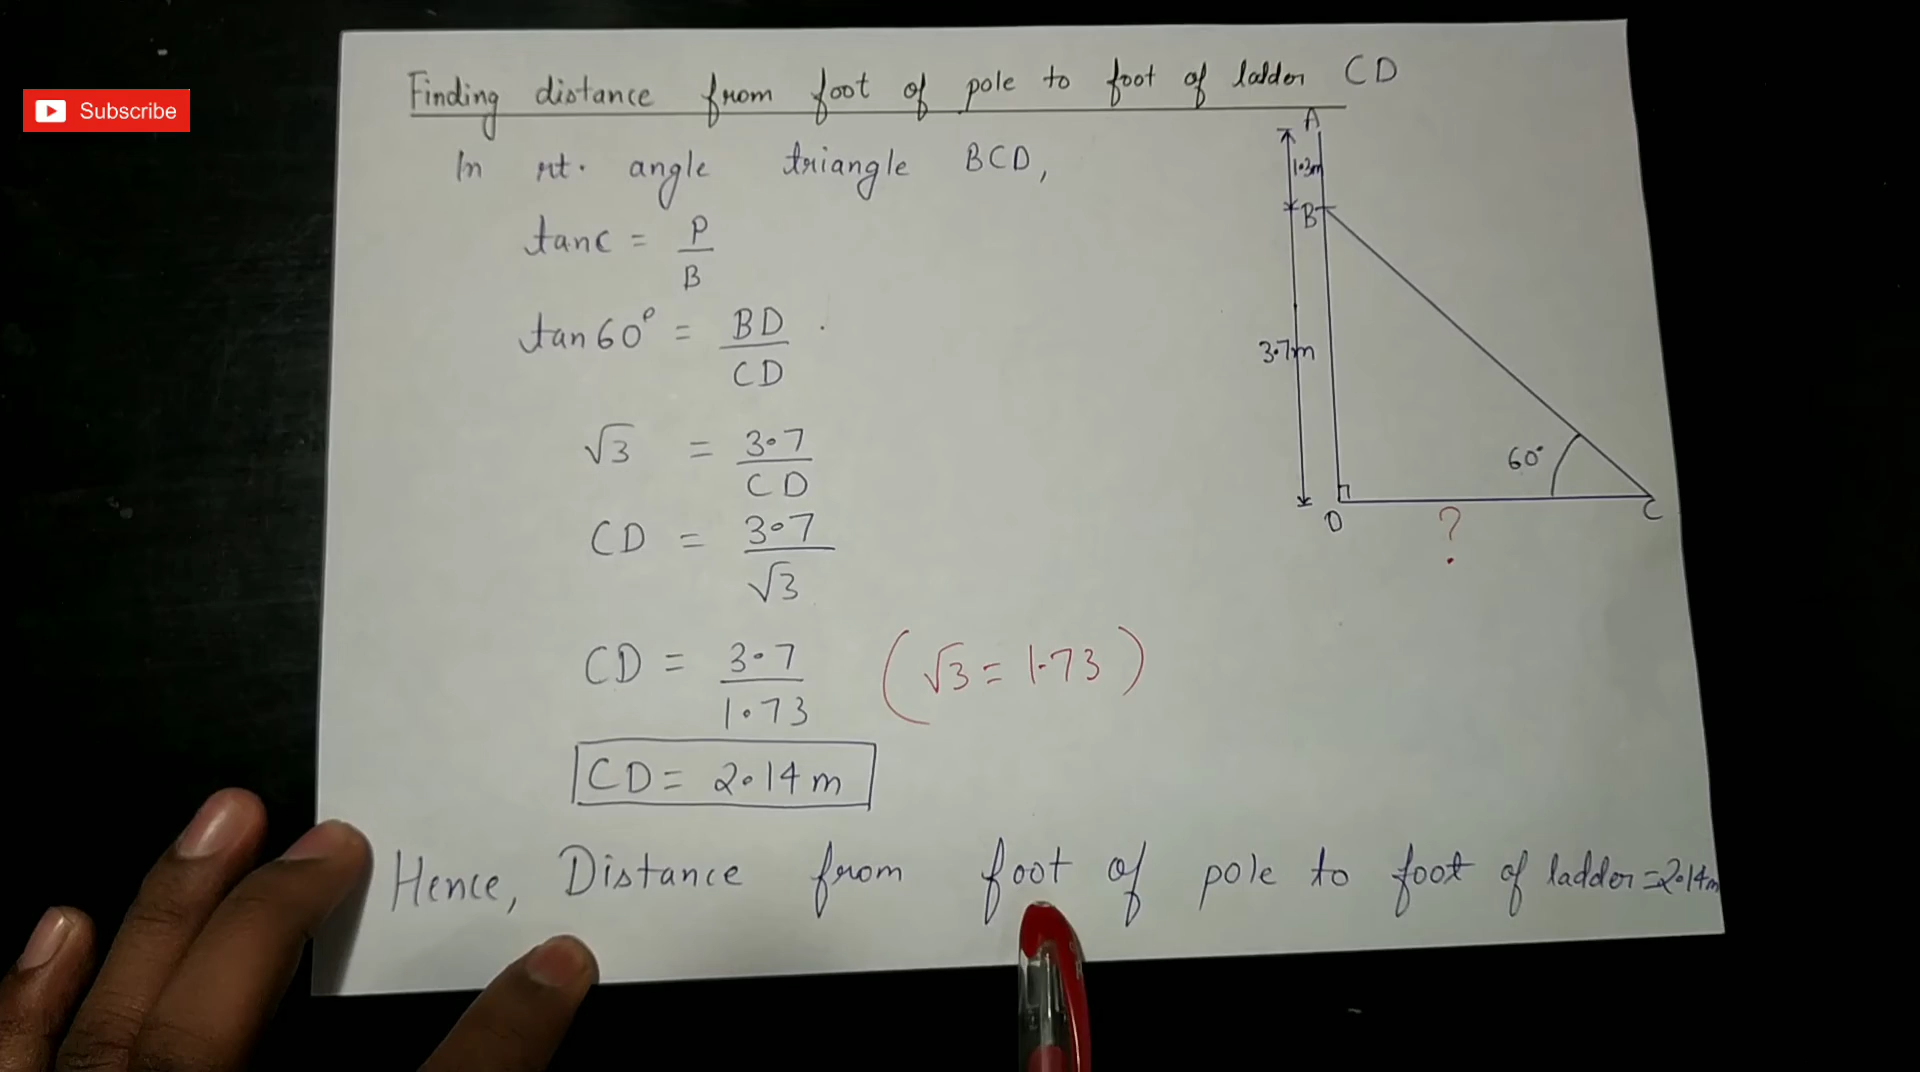 Subscribe
Finding distance from foot of pole to foot of ladder CD
In rt. angle triangle BCD,
tanC = P/B
tan60° = BD/CD
√3 = 3.7/CD
CD = 3.7/√3
CD = 3.7/1.73 (√3 = 1.73)
CD = 2.14 m
Hence, Distance from foot of pole to foot of ladder = 2.14m
A
1.3m
B
3.7m
60°
D
?
C